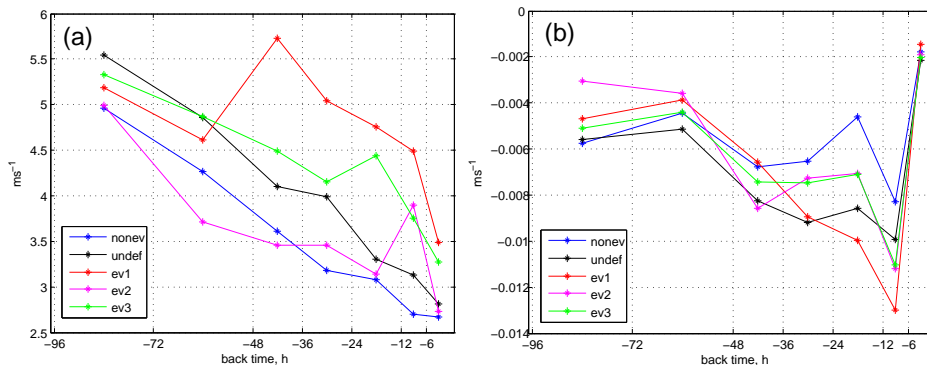 (a)
6
5.5
5
4.5
4
3.5
3
2.5
ms⁻¹
nonev
undef
ev1
ev2
ev3
−96 −72 −48 −36 −24 −12 −6
back time, h
(b)
0
−0.002
−0.004
−0.006
−0.008
−0.01
−0.012
−0.014
ms⁻¹
nonev
undef
ev1
ev2
ev3
−96 −72 −48 −36 −24 −12 −6
back time, h